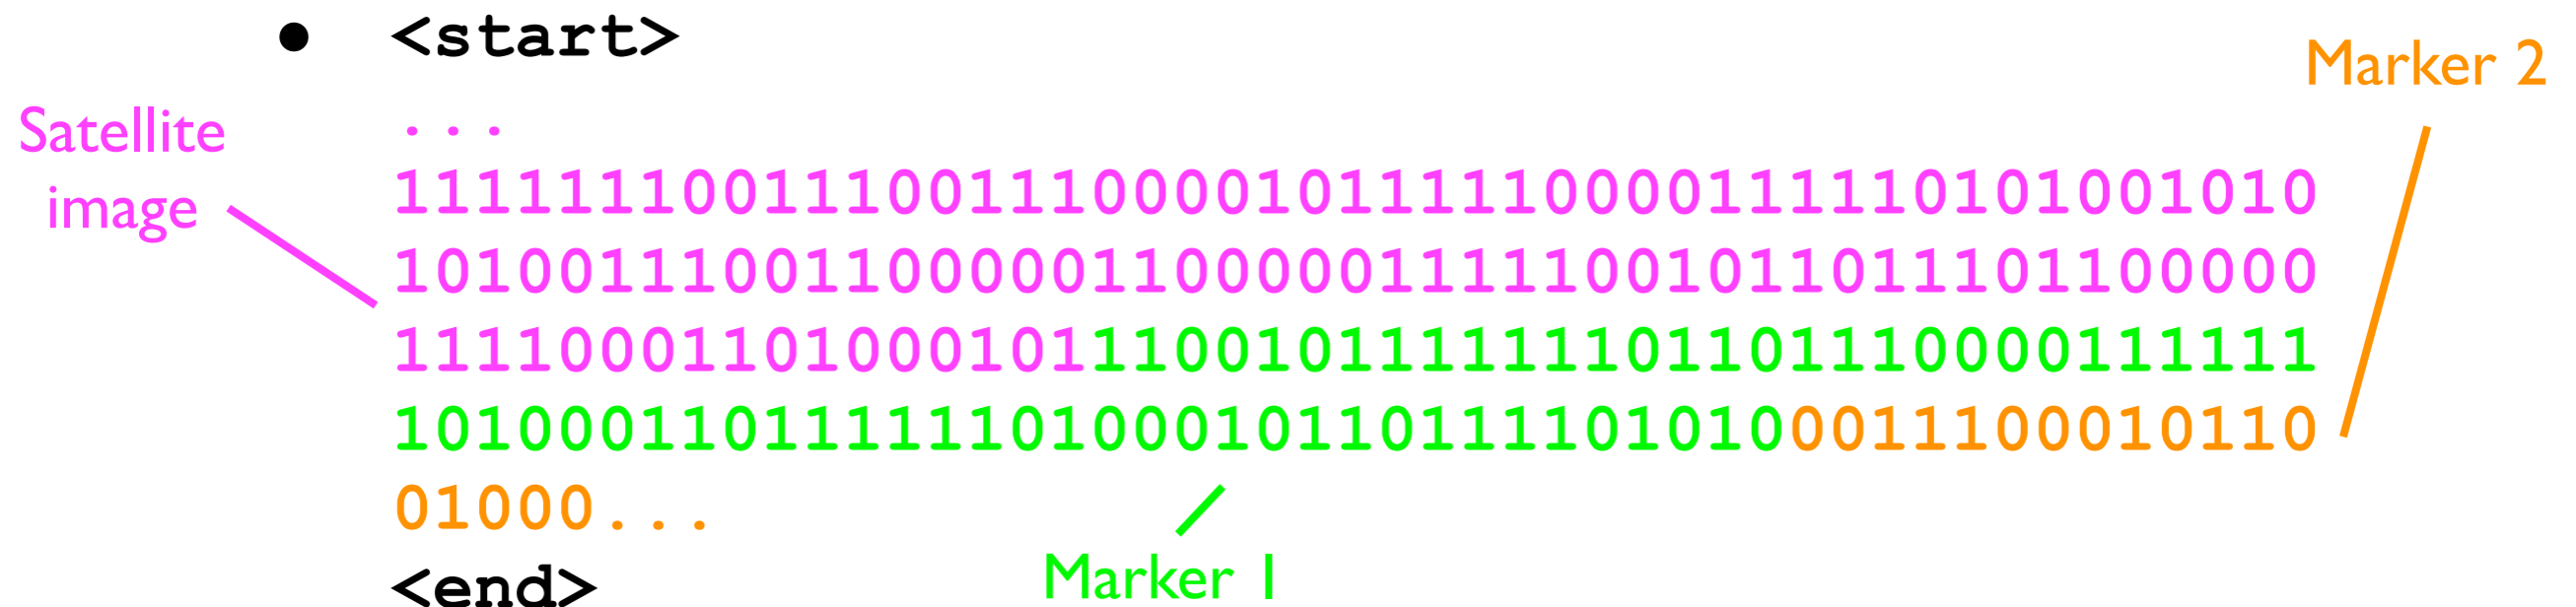 • <start>
Marker 2
Satellite
image
...
11111110011100111000010111110000111110101001010
10100111001100000110000011111001011011101100000
11110001101000101110010111111101101110000111111
10100011011111101000101101111010100011100010110
01000...
Marker 1
<end>